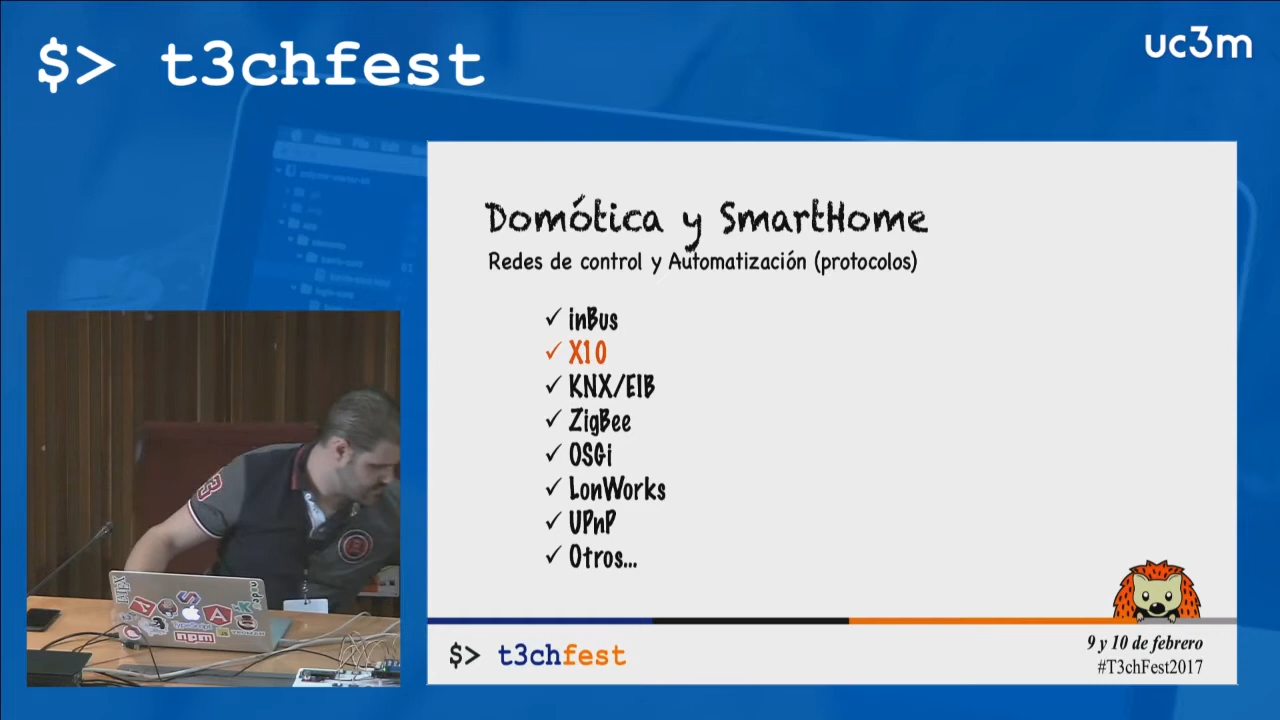 $> t3chfest
uc3m
Domótica y SmartHome
Redes de control y Automatización (protocolos)
✓ inBus
✓ X10
✓ KNX/EIB
✓ ZigBee
✓ OSGi
✓ LonWorks
✓ UPnP
✓ Otros...
$> t3chfest
9 y 10 de febrero
#T3chFest2017
TypeScript
npm